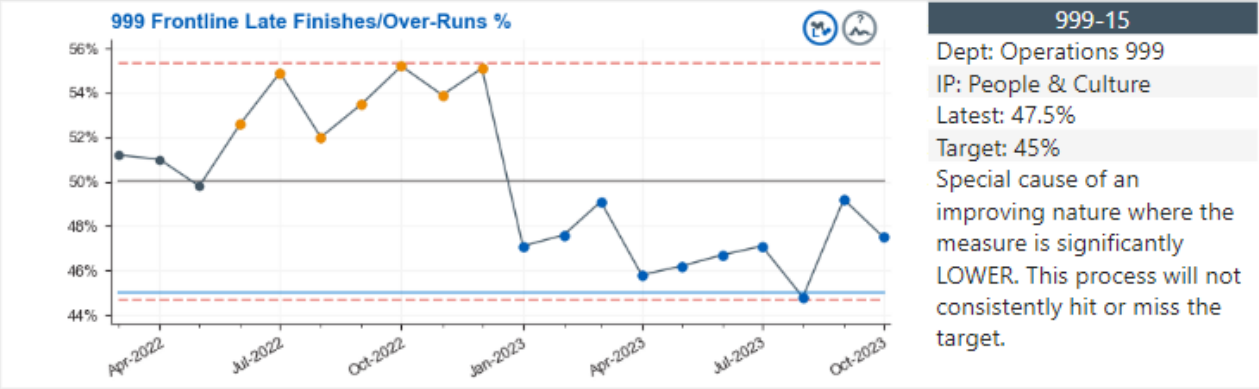 999 Frontline Late Finishes/Over-Runs %
?
56%
54%
52%
50%
48%
46%
44%
Apr-2022
Jul-2022
Oct-2022
Jan-2023
Apr-2023
Jul-2023
Oct-2023
999-15
Dept: Operations 999
IP: People & Culture
Latest: 47.5%
Target: 45%
Special cause of an
improving nature where the
measure is significantly
LOWER. This process will not
consistently hit or miss the
target.